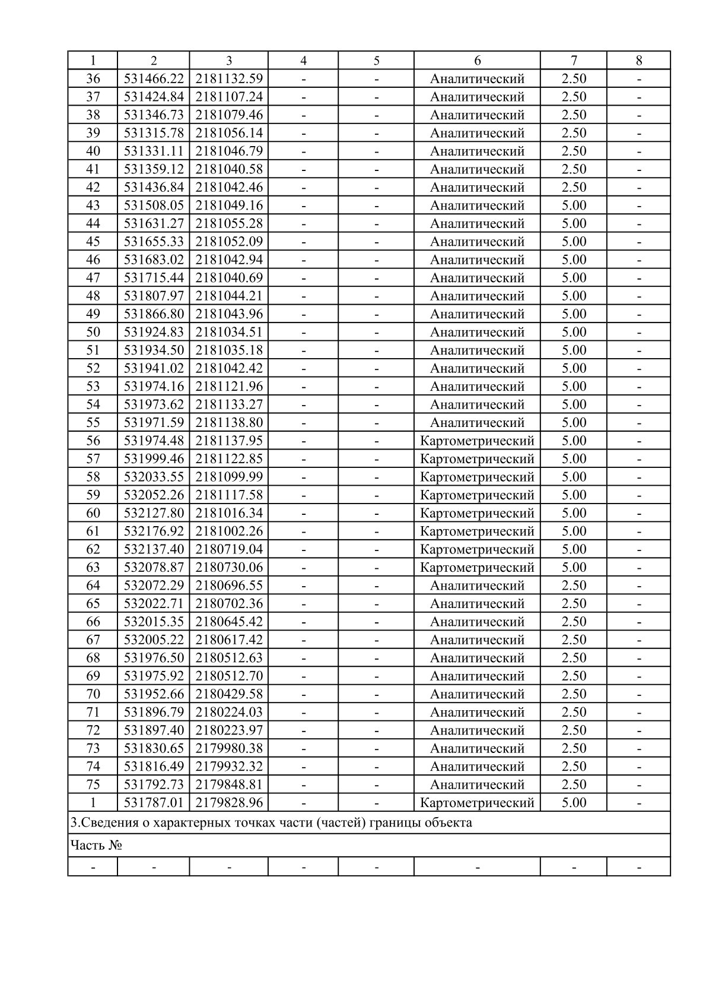 1 2 3 4 5 6 7 8
36 531466.22 2181132.59 - - Аналитический 2.50 -
37 531424.84 2181107.24 - - Аналитический 2.50 -
38 531346.73 2181079.46 - - Аналитический 2.50 -
39 531315.78 2181056.14 - - Аналитический 2.50 -
40 531331.11 2181046.79 - - Аналитический 2.50 -
41 531359.12 2181040.58 - - Аналитический 2.50 -
42 531436.84 2181042.46 - - Аналитический 2.50 -
43 531508.05 2181049.16 - - Аналитический 5.00 -
44 531631.27 2181055.28 - - Аналитический 5.00 -
45 531655.33 2181052.09 - - Аналитический 5.00 -
46 531683.02 2181042.94 - - Аналитический 5.00 -
47 531715.44 2181040.69 - - Аналитический 5.00 -
48 531807.97 2181044.21 - - Аналитический 5.00 -
49 531866.80 2181043.96 - - Аналитический 5.00 -
50 531924.83 2181034.51 - - Аналитический 5.00 -
51 531934.50 2181035.18 - - Аналитический 5.00 -
52 531941.02 2181042.42 - - Аналитический 5.00 -
53 531974.16 2181121.96 - - Аналитический 5.00 -
54 531973.62 2181133.27 - - Аналитический 5.00 -
55 531971.59 2181138.80 - - Аналитический 5.00 -
56 531974.48 2181137.95 - - Картометрический 5.00 -
57 531999.46 2181122.85 - - Картометрический 5.00 -
58 532033.55 2181099.99 - - Картометрический 5.00 -
59 532052.26 2181117.58 - - Картометрический 5.00 -
60 532127.80 2181016.34 - - Картометрический 5.00 -
61 532176.92 2181002.26 - - Картометрический 5.00 -
62 532137.40 2180719.04 - - Картометрический 5.00 -
63 532078.87 2180730.06 - - Картометрический 5.00 -
64 532072.29 2180696.55 - - Аналитический 2.50 -
65 532022.71 2180702.36 - - Аналитический 2.50 -
66 532015.35 2180645.42 - - Аналитический 2.50 -
67 532005.22 2180617.42 - - Аналитический 2.50 -
68 531976.50 2180512.63 - - Аналитический 2.50 -
69 531975.92 2180512.70 - - Аналитический 2.50 -
70 531952.66 2180429.58 - - Аналитический 2.50 -
71 531896.79 2180224.03 - - Аналитический 2.50 -
72 531897.40 2180223.97 - - Аналитический 2.50 -
73 531830.65 2179980.38 - - Аналитический 2.50 -
74 531816.49 2179932.32 - - Аналитический 2.50 -
75 531792.73 2179848.81 - - Аналитический 2.50 -
1 531787.01 2179828.96 - - Картометрический 5.00 -
3.Сведения о характерных точках части (частей) границы объекта
Часть №
- - - - - - - -